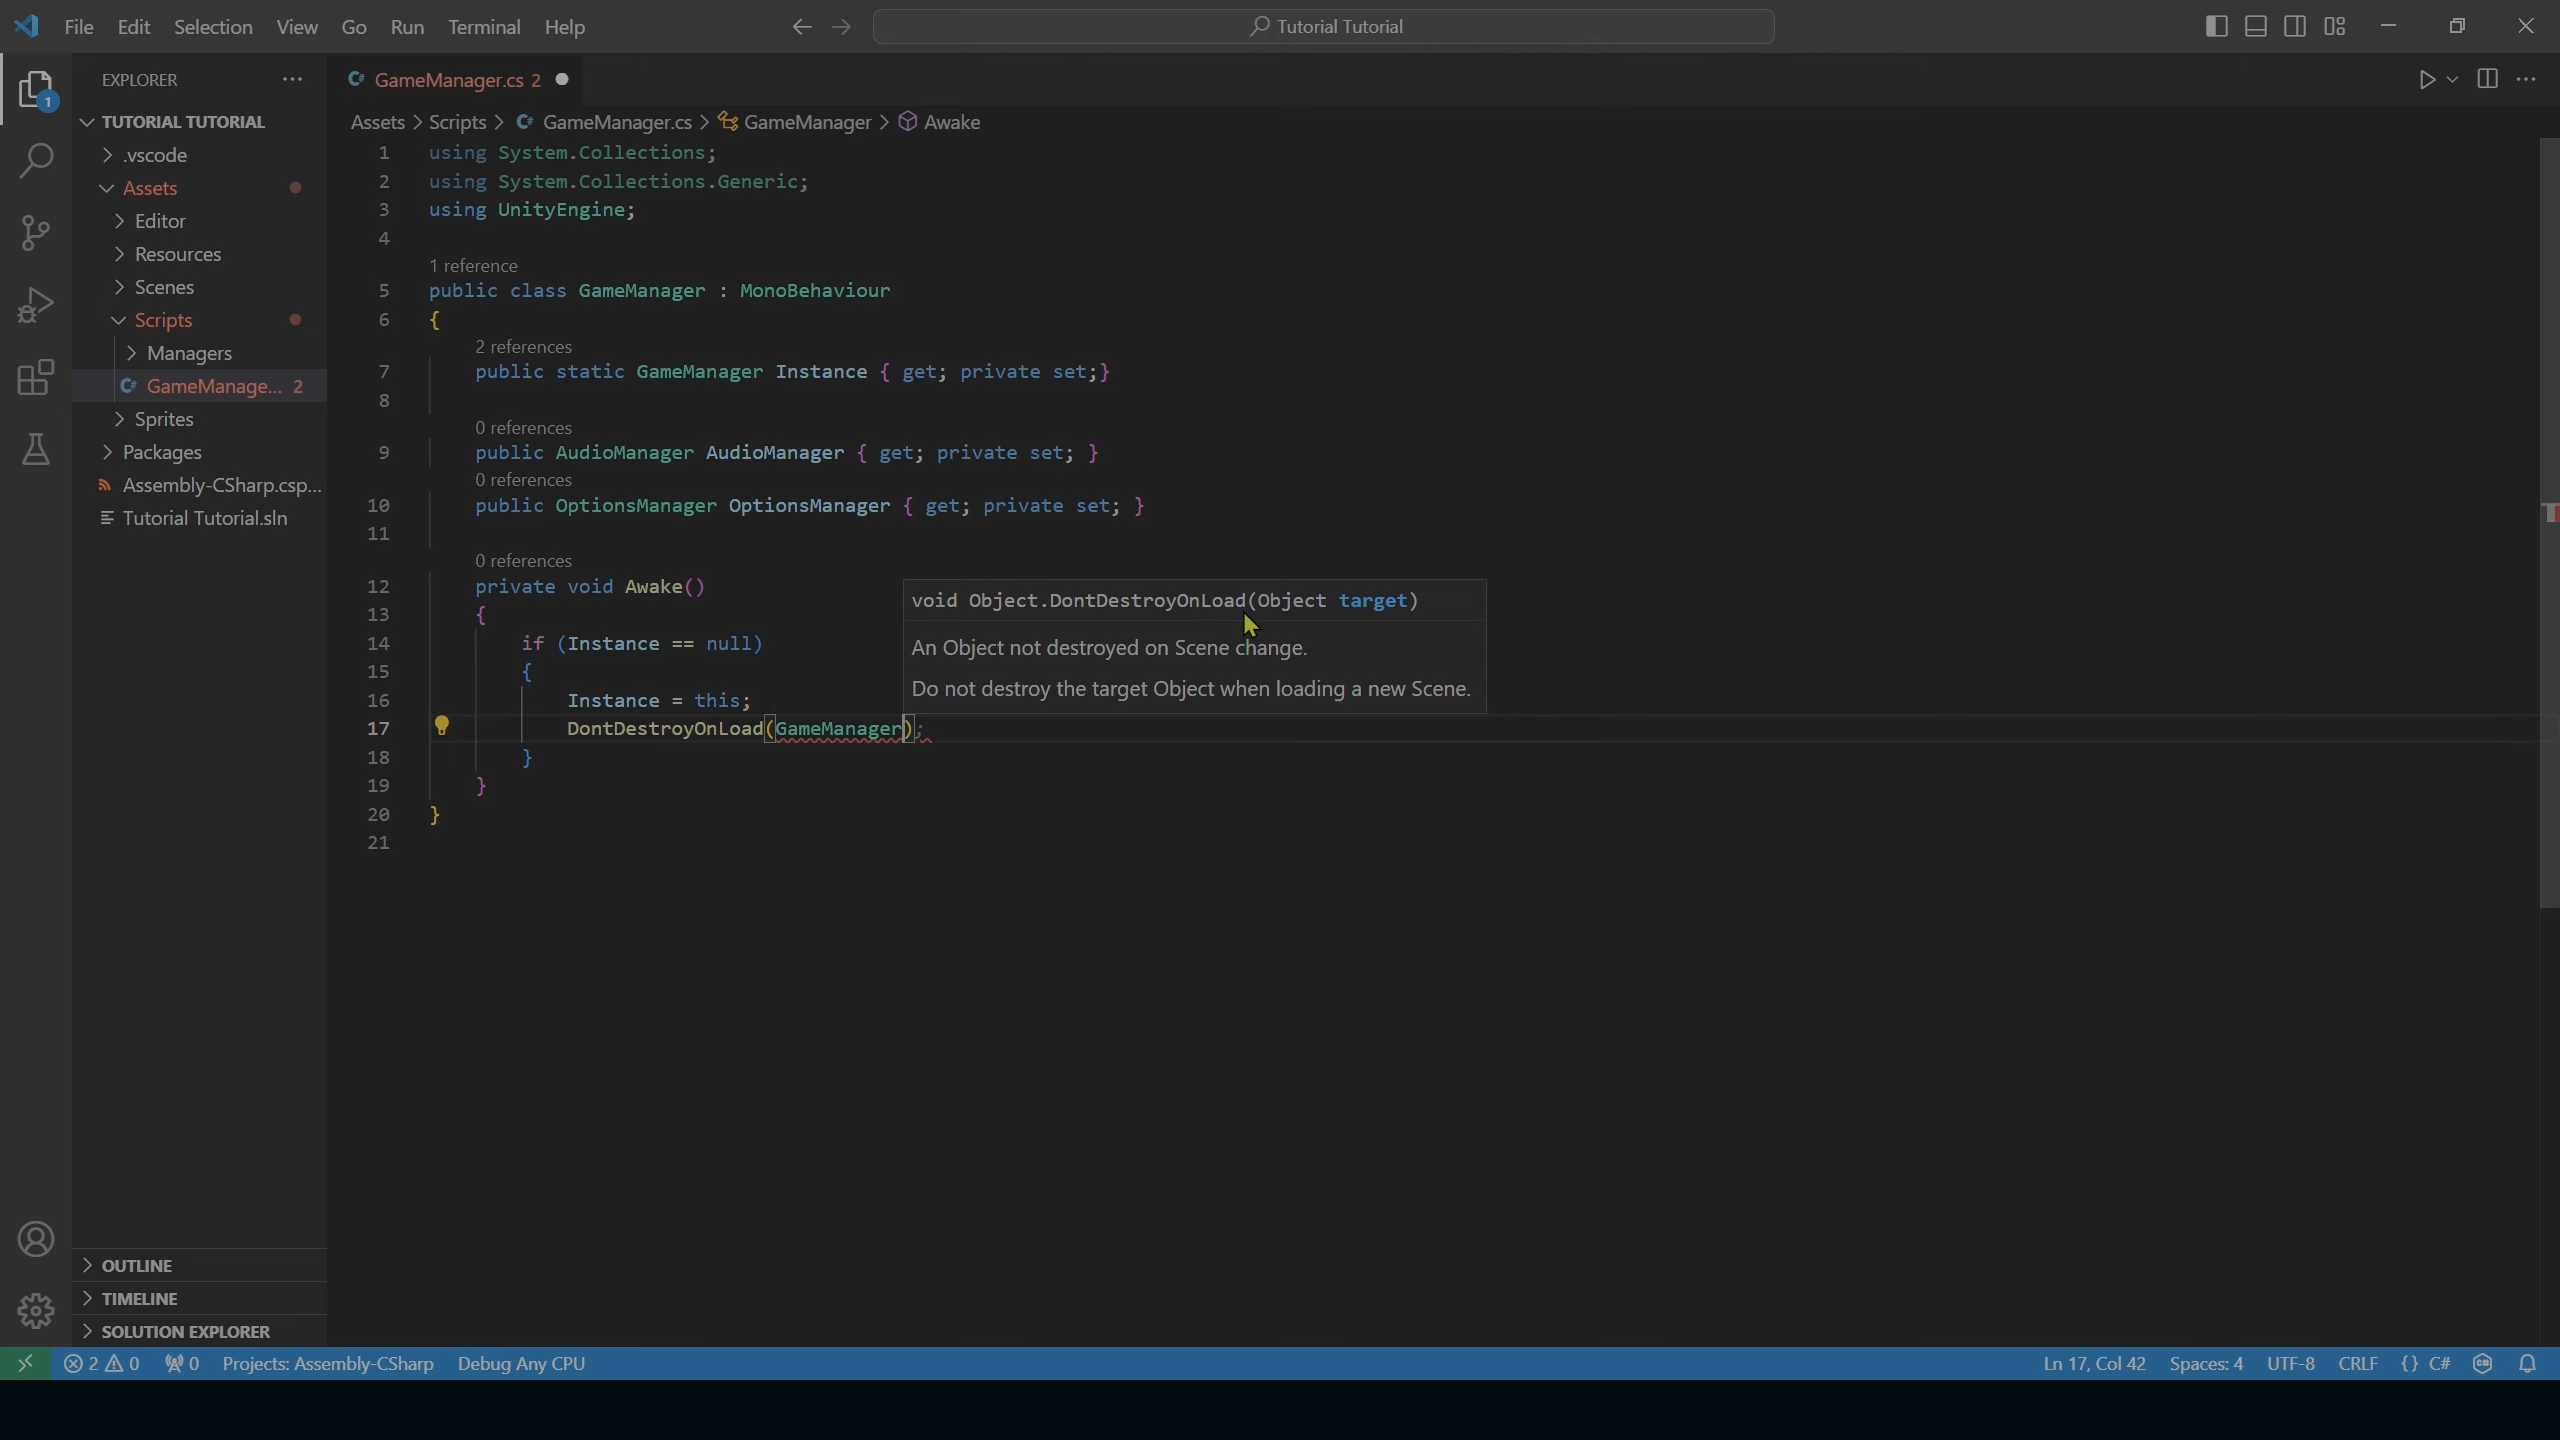 File Edit Selection View Go Run Terminal Help
Tutorial Tutorial
EXPLORER
GameManager.cs 2
TUTORIAL TUTORIAL
Assets > Scripts > GameManager.cs > GameManager > Awake
.vscode
Assets
Editor
Resources
Scenes
Scripts
Managers
GameManage... 2
Sprites
Packages
Assembly-CSharp.csp...
Tutorial Tutorial.sln
OUTLINE
TIMELINE
SOLUTION EXPLORER
1
1 using System.Collections;
2 using System.Collections.Generic;
3 using UnityEngine;
4
1 reference
5 public class GameManager : MonoBehaviour
6 {
2 references
7 public static GameManager Instance { get; private set;}
8
0 references
9 public AudioManager AudioManager { get; private set; }
0 references
10 public OptionsManager OptionsManager { get; private set; }
11
0 references
12 private void Awake()
13 {
14 if (Instance == null)
15 {
16 Instance = this;
17 DontDestroyOnLoad(GameManager);
18 }
19 }
20 }
21
void Object.DontDestroyOnLoad(Object target)
An Object not destroyed on Scene change.
Do not destroy the target Object when loading a new Scene.
2 0 0 Projects: Assembly-CSharp Debug Any CPU
Ln 17, Col 42 Spaces: 4 UTF-8 CRLF {} C#